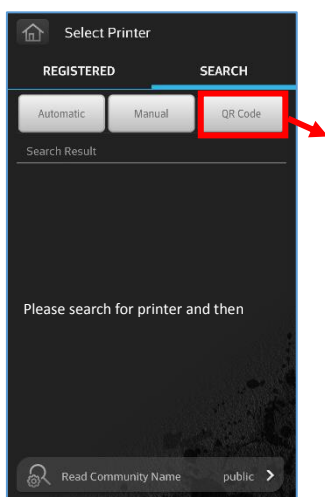 Select Printer
REGISTERED SEARCH
Automatic Manual QR Code
Search Result
Please search for printer and then
Read Community Name public